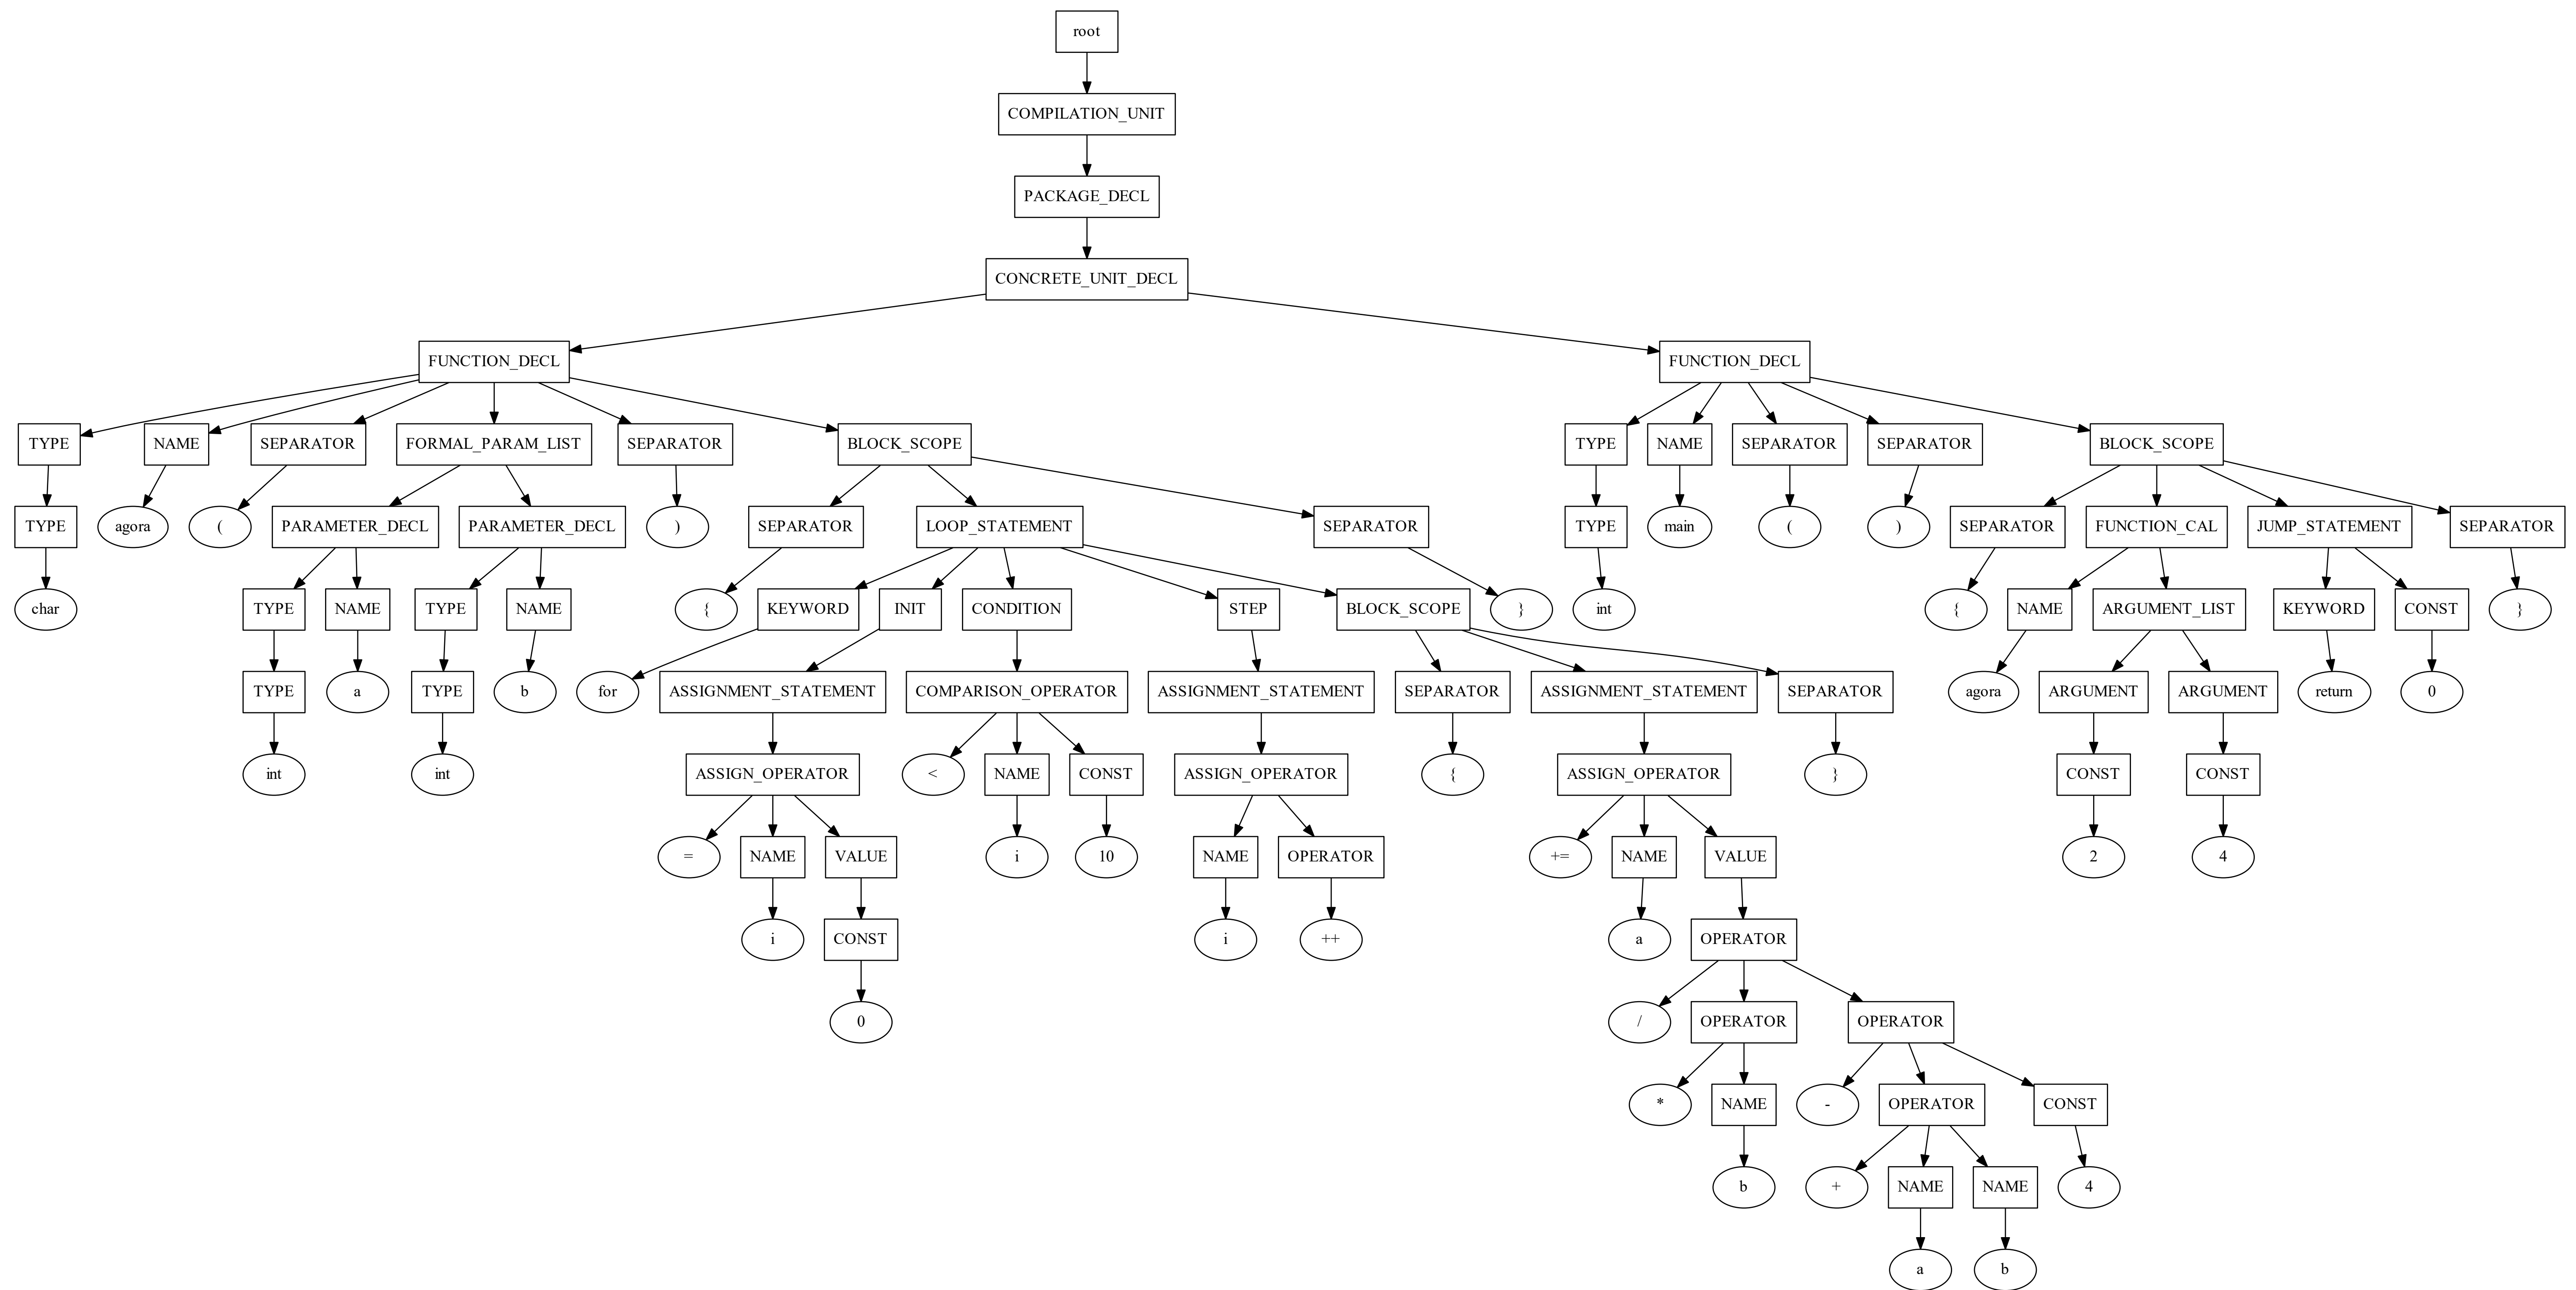 root
COMPILATION_UNIT
PACKAGE_DECL
CONCRETE_UNIT_DECL
FUNCTION_DECL FUNCTION_DECL
TYPE NAME SEPARATOR FORMAL_PARAM_LIST SEPARATOR BLOCK_SCOPE TYPE NAME SEPARATOR SEPARATOR BLOCK_SCOPE
TYPE agora ( PARAMETER_DECL PARAMETER_DECL ) SEPARATOR LOOP_STATEMENT SEPARATOR TYPE main ( ) SEPARATOR FUNCTION_CAL JUMP_STATEMENT SEPARATOR
char TYPE NAME TYPE NAME { KEYWORD INIT CONDITION STEP BLOCK_SCOPE } int { NAME ARGUMENT_LIST KEYWORD CONST }
TYPE a TYPE b for ASSIGNMENT_STATEMENT COMPARISON_OPERATOR ASSIGNMENT_STATEMENT SEPARATOR ASSIGNMENT_STATEMENT SEPARATOR agora ARGUMENT ARGUMENT return 0
int int ASSIGN_OPERATOR < NAME CONST ASSIGN_OPERATOR { ASSIGN_OPERATOR } CONST CONST
= NAME VALUE i 10 NAME OPERATOR += NAME VALUE 2 4
i CONST i ++ a OPERATOR
0 / OPERATOR OPERATOR
* NAME - OPERATOR CONST
b + NAME NAME 4
a b